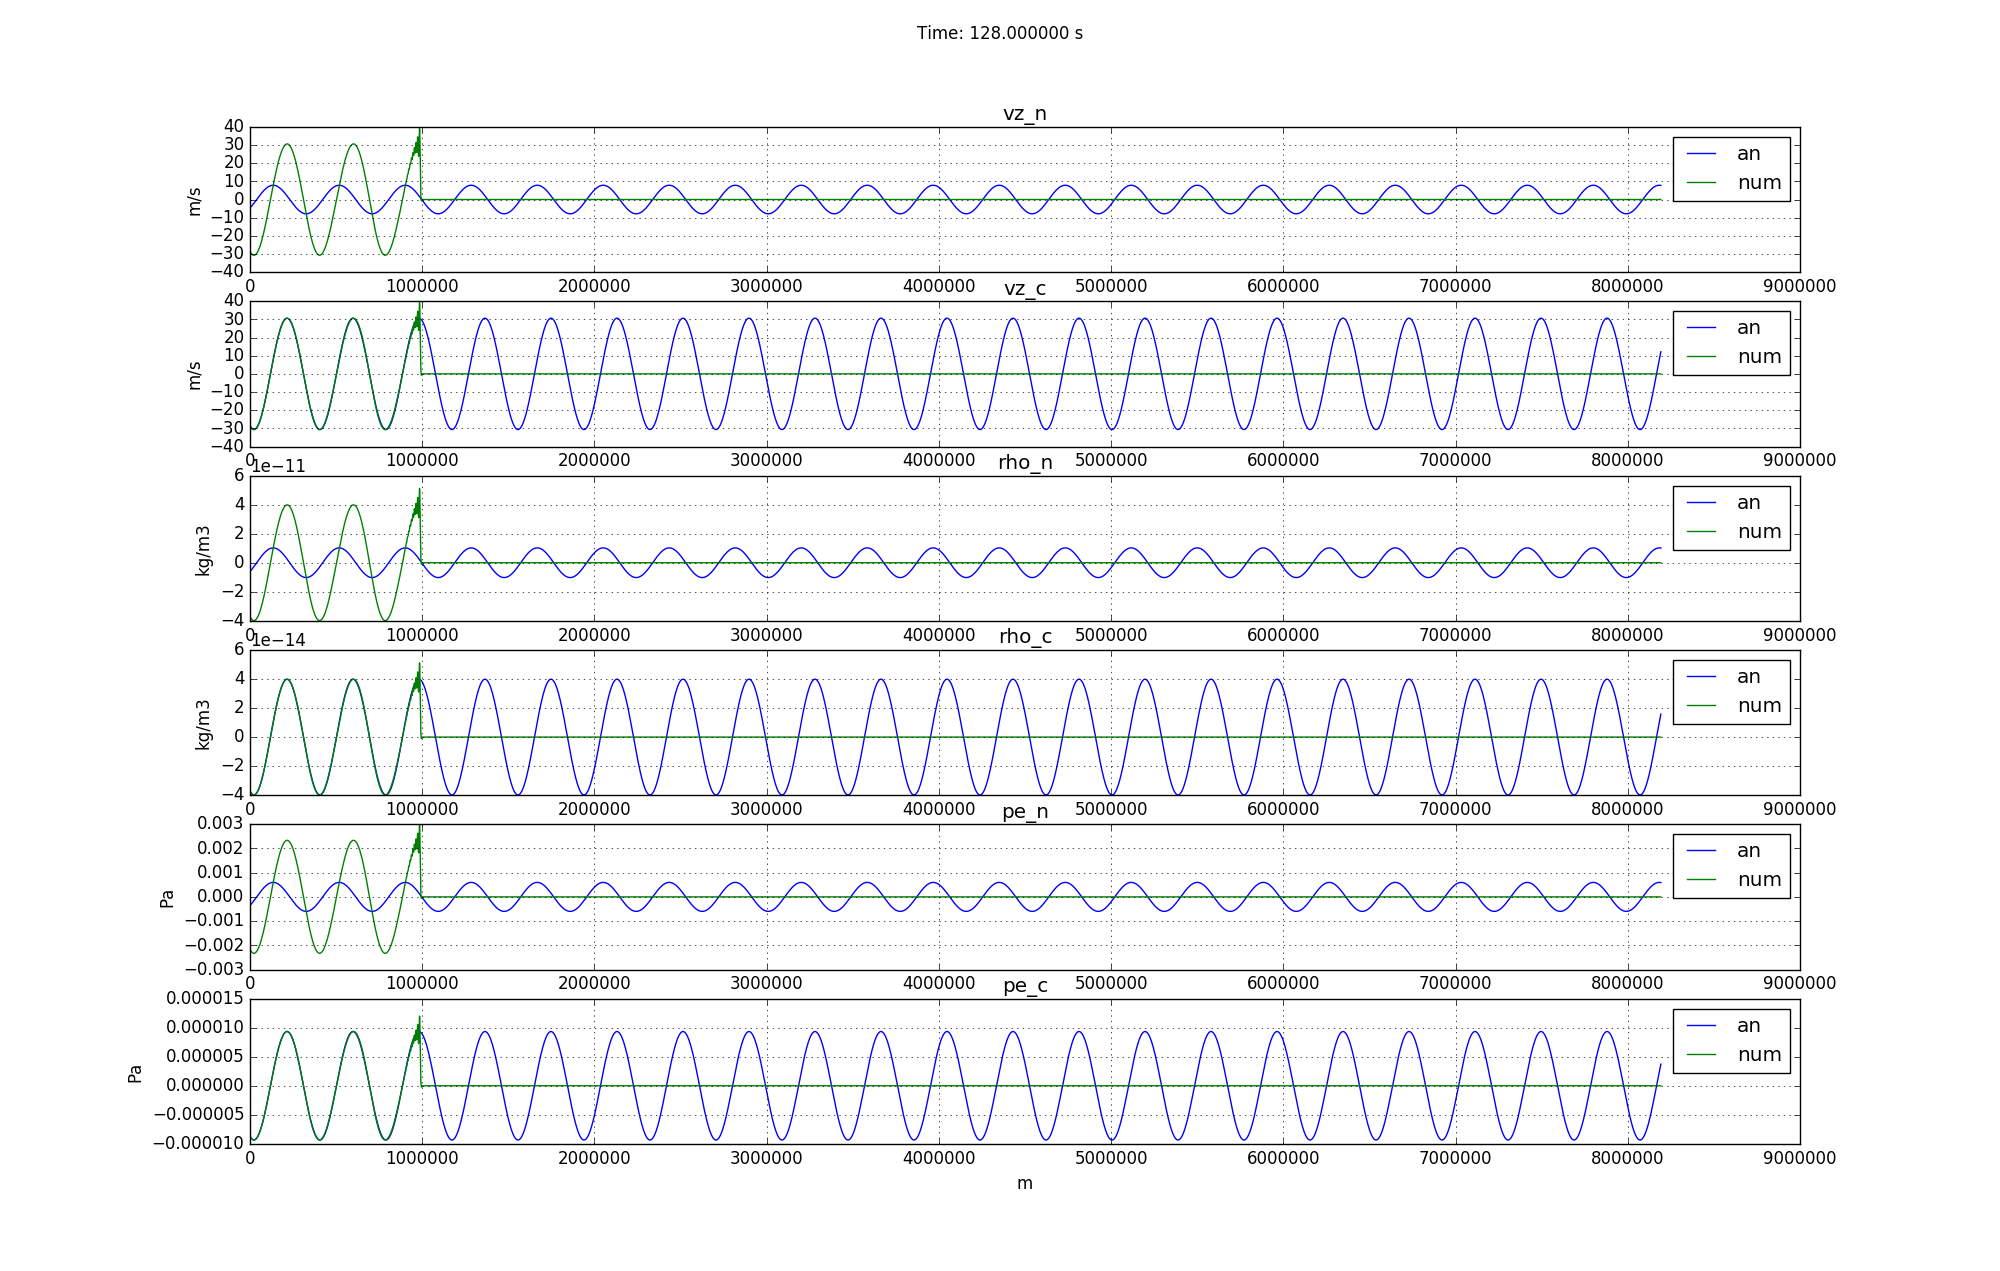 Time: 128.000000 s
vz_n
40
30
20
10
0
−10
−20
−30
−40
m/s
an
num
0 1000000 2000000 3000000 4000000 5000000 6000000 7000000 8000000 9000000
vz_c
40
30
20
10
0
−10
−20
−30
−40
m/s
an
num
0 1000000 2000000 3000000 4000000 5000000 6000000 7000000 8000000 9000000
1e−11
rho_n
6
4
2
0
−2
−4
kg/m3
an
num
0 1000000 2000000 3000000 4000000 5000000 6000000 7000000 8000000 9000000
1e−14
rho_c
6
4
2
0
−2
−4
kg/m3
an
num
0 1000000 2000000 3000000 4000000 5000000 6000000 7000000 8000000 9000000
pe_n
0.003
0.002
0.001
0.000
−0.001
−0.002
−0.003
Pa
an
num
0 1000000 2000000 3000000 4000000 5000000 6000000 7000000 8000000 9000000
pe_c
0.000015
0.000010
0.000005
0.000000
−0.000005
−0.000010
Pa
an
num
0 1000000 2000000 3000000 4000000 5000000 6000000 7000000 8000000 9000000
m